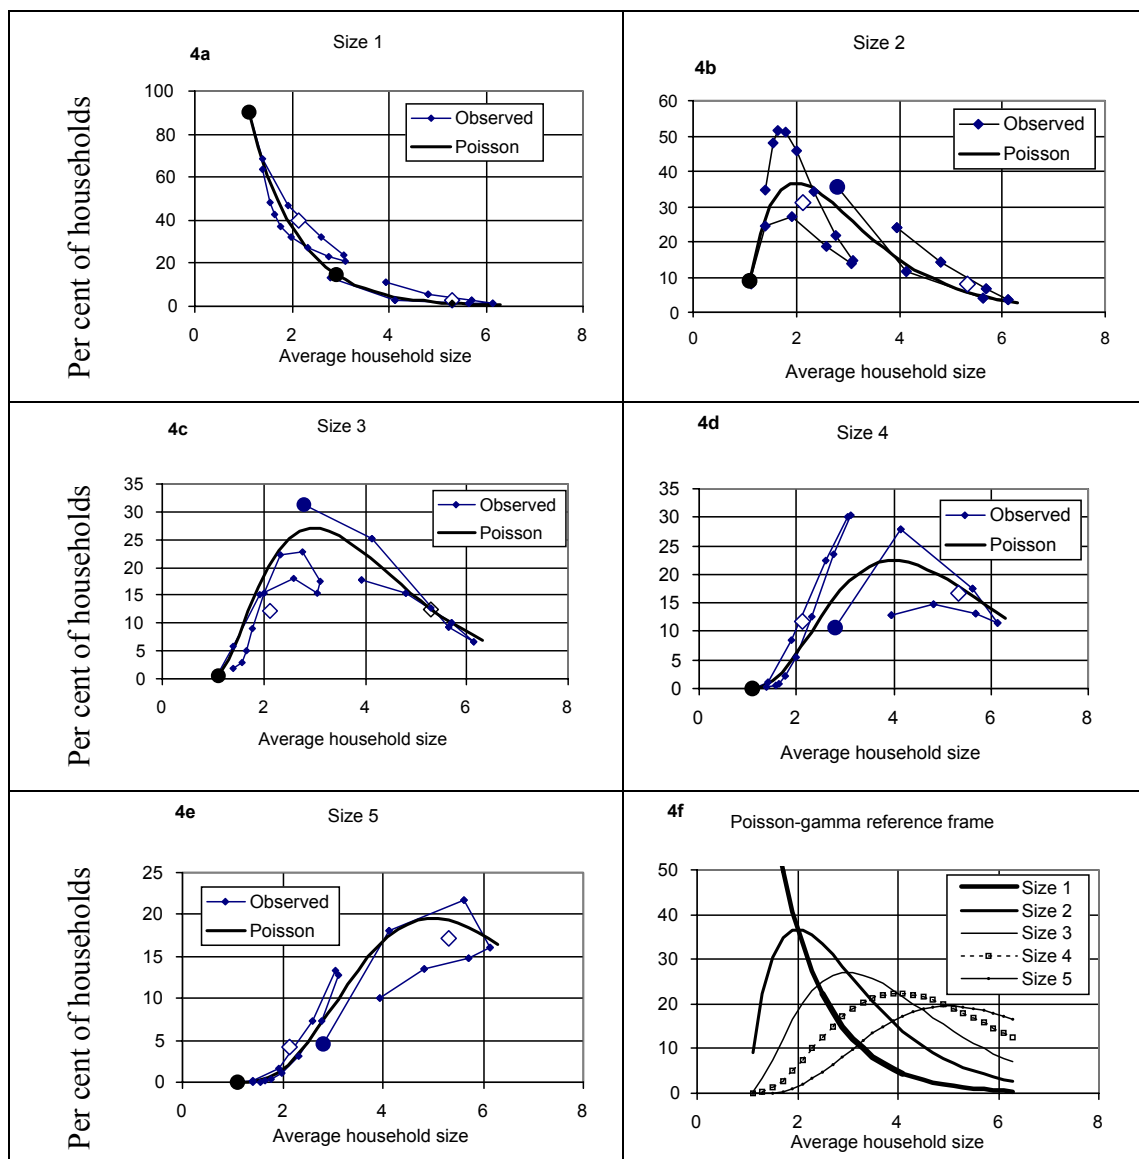 4a
Size 1
Per cent of households
100
80
60
40
20
0
0 2 4 6 8
Observed
Poisson
Average household size
4b
Size 2
60
50
40
30
20
10
0
0 2 4 6 8
Observed
Poisson
Average household size
4c
Size 3
Per cent of households
35
30
25
20
15
10
5
0
0 2 4 6 8
Observed
Poisson
Average household size
4d
Size 4
35
30
25
20
15
10
5
0
0 2 4 6 8
Observed
Poisson
Average household size
4e
Size 5
Per cent of households
25
20
15
10
5
0
0 2 4 6 8
Observed
Poisson
Average household size
4f
Poisson-gamma reference frame
50
40
30
20
10
0
0 2 4 6 8
Size 1
Size 2
Size 3
Size 4
Size 5
Average household size